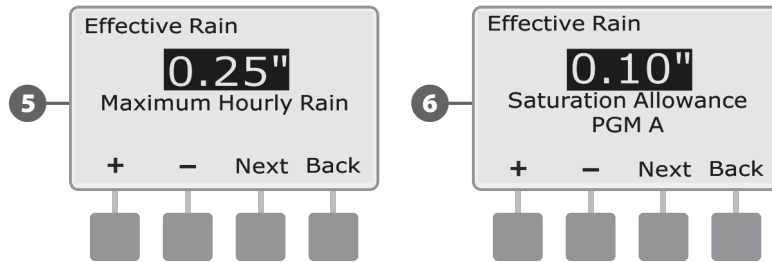 5
Effective Rain
0.25"
Maximum Hourly Rain
+ − Next Back
6
Effective Rain
0.10"
Saturation Allowance
PGM A
+ − Next Back